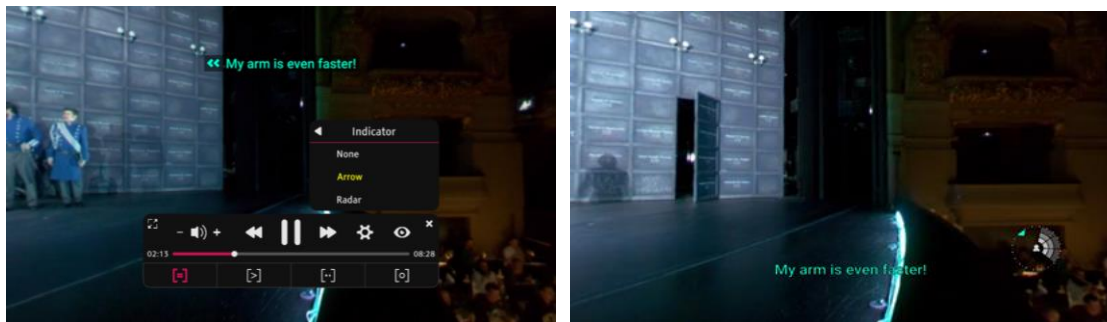 << My arm is even faster!
Indicator
None
Arrow
Radar
- +
02:13 08:28
[=] [>] [··] [o]
My arm is even faster!